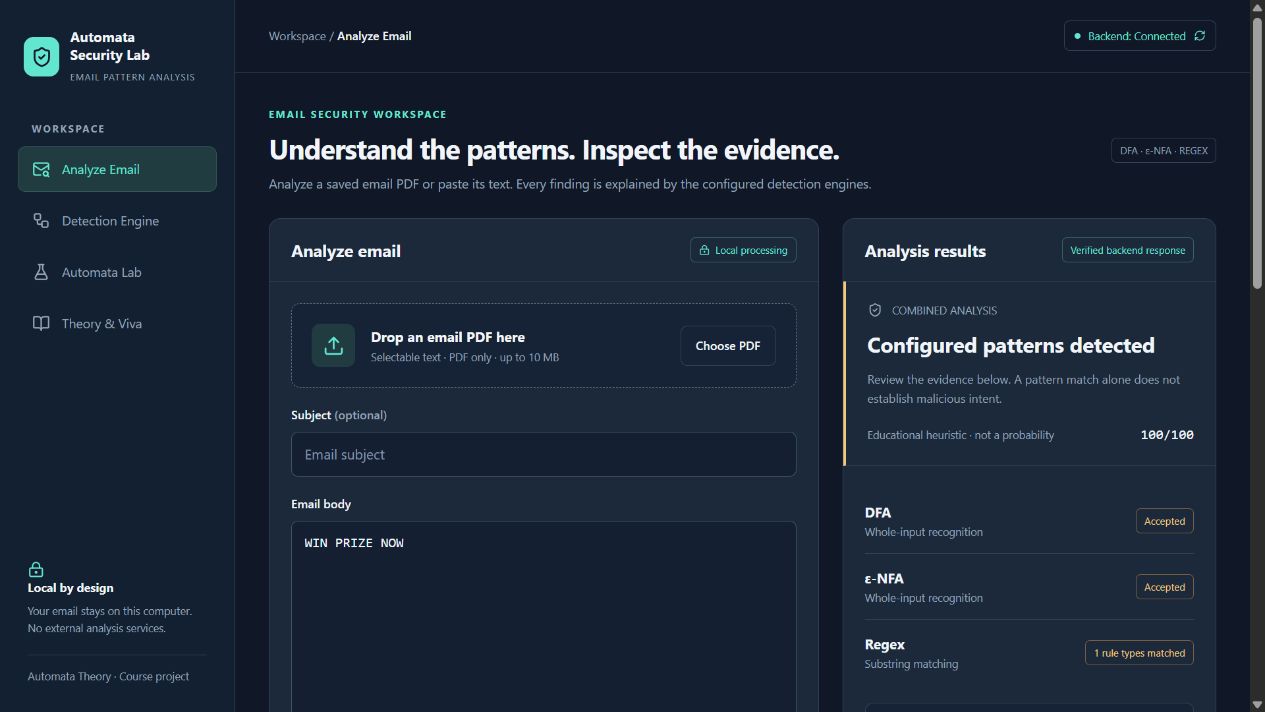 Automata
Security Lab
EMAIL PATTERN ANALYSIS
WORKSPACE
Analyze Email
Detection Engine
Automata Lab
Theory & Viva
Local by design
Your email stays on this computer.
No external analysis services.
Automata Theory · Course project
Workspace / Analyze Email
Backend: Connected
EMAIL SECURITY WORKSPACE
Understand the patterns. Inspect the evidence.
Analyze a saved email PDF or paste its text. Every finding is explained by the configured detection engines.
DFA · ε-NFA · REGEX
Analyze email
Local processing
Drop an email PDF here
Selectable text · PDF only · up to 10 MB
Choose PDF
Subject (optional)
Email subject
Email body
WIN PRIZE NOW
Analysis results
Verified backend response
COMBINED ANALYSIS
Configured patterns detected
Review the evidence below. A pattern match alone does not
establish malicious intent.
Educational heuristic · not a probability
100/100
DFA
Whole-input recognition
Accepted
ε-NFA
Whole-input recognition
Accepted
Regex
Substring matching
1 rule types matched